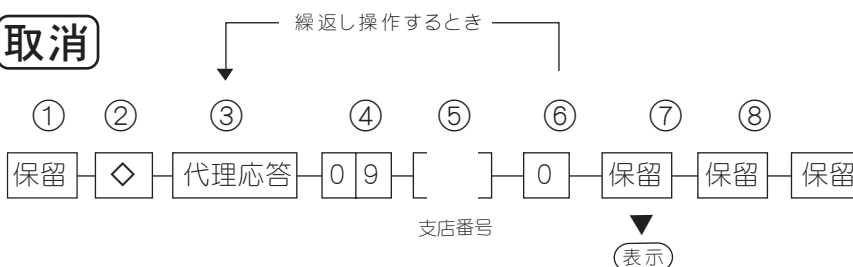 繰返し操作するとき
取消
① ② ③ ④ ⑤ ⑥ ⑦ ⑧
保留 ◇ 代理応答 0 9 0 保留 保留 保留
支店番号
表示